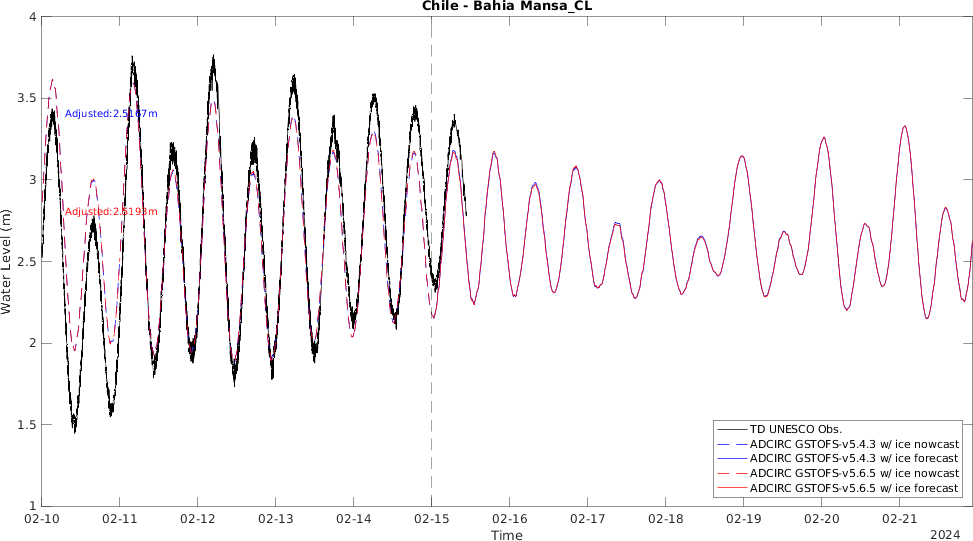 Chile - Bahia Mansa_CL
Water Level (m)
4
3.5
3
2.5
2
1.5
1
Adjusted:2.5167m
Adjusted:2.5193m
TD UNESCO Obs.
ADCIRC GSTOFS-v5.4.3 w/ ice nowcast
ADCIRC GSTOFS-v5.4.3 w/ ice forecast
ADCIRC GSTOFS-v5.6.5 w/ ice nowcast
ADCIRC GSTOFS-v5.6.5 w/ ice forecast
02-10 02-11 02-12 02-13 02-14 02-15 02-16 02-17 02-18 02-19 02-20 02-21
Time
2024